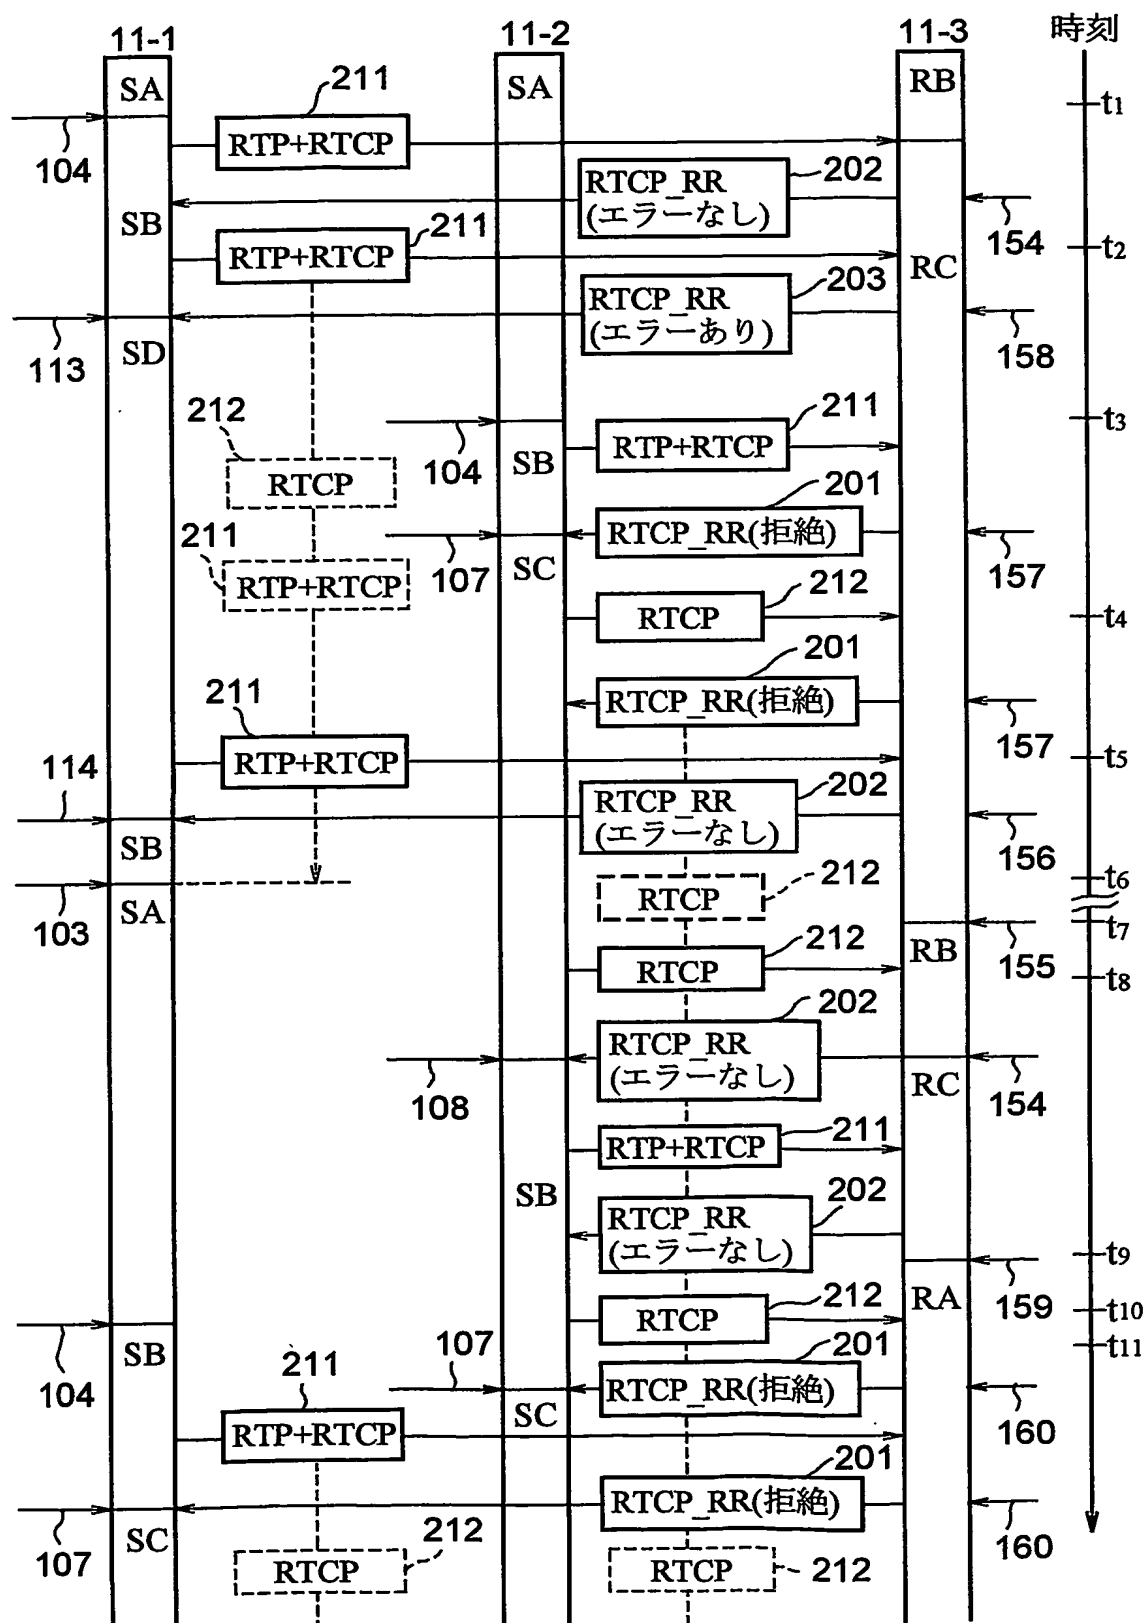 11-1
11-2
11-3
時刻
SA
SA
RB
211
t1
104
RTP+RTCP
202
RTCP_RR
(エラーなし)
154
SB
211
t2
RTP+RTCP
RC
203
RTCP_RR
(エラーあり)
113
158
SD
212
211
t3
104
RTP+RTCP
SB
RTCP
201
211
RTCP_RR(拒絶)
107
157
SC
RTP+RTCP
212
RTCP
t4
201
211
RTCP_RR(拒絶)
157
RTP+RTCP
t5
114
202
RTCP_RR
(エラーなし)
156
SB
t6
212
RTCP
103
SA
t7
155
212
RB
RTCP
t8
202
RTCP_RR
(エラーなし)
108
154
RC
211
RTP+RTCP
SB
202
RTCP_RR
(エラーなし)
t9
159
RA
212
RTCP
t10
t11
104
SB
107
201
RTCP_RR(拒絶)
160
211
SC
RTP+RTCP
201
RTCP_RR(拒絶)
107
160
SC
212
RTCP
RTCP
212